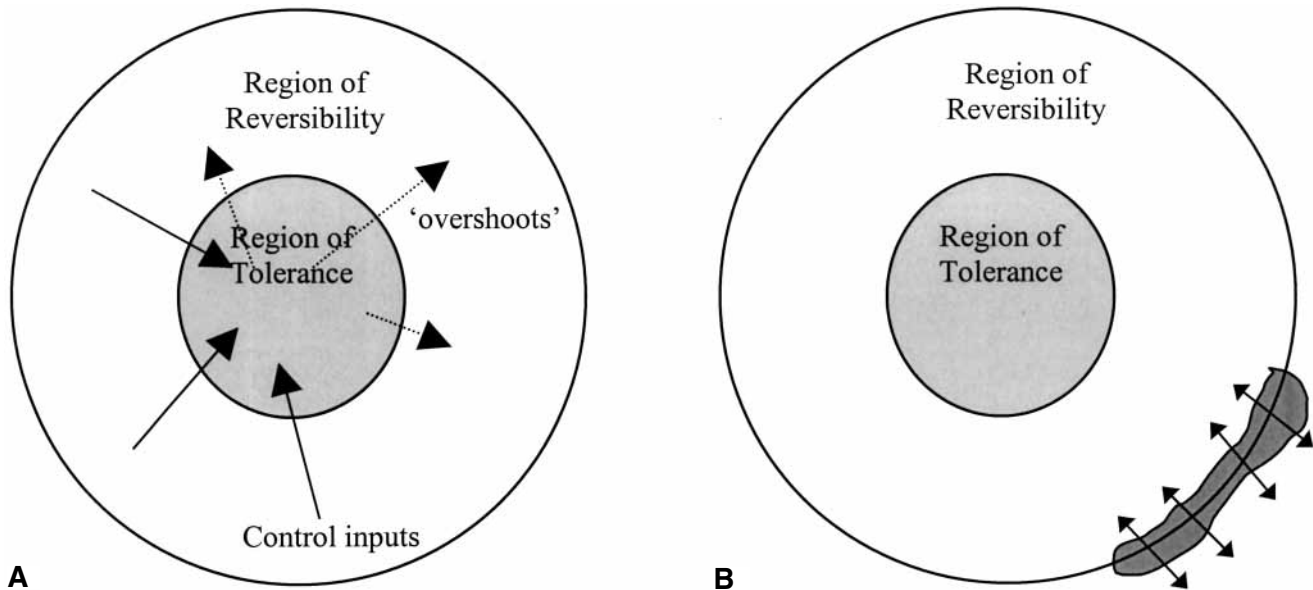 Region of
Reversibility
'overshoots'
Region of
Tolerance
Control inputs
A
Region of
Reversibility
Region of
Tolerance
B